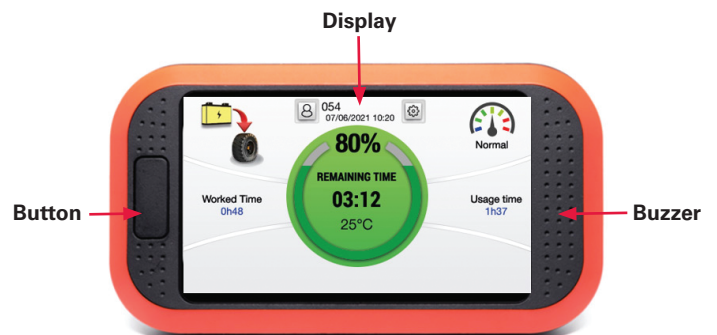 Display
054
07/06/2021 10:20
80%
Normal
REMAINING TIME
03:12
25°C
Worked Time
0h48
Usage time
1h37
Button
Buzzer